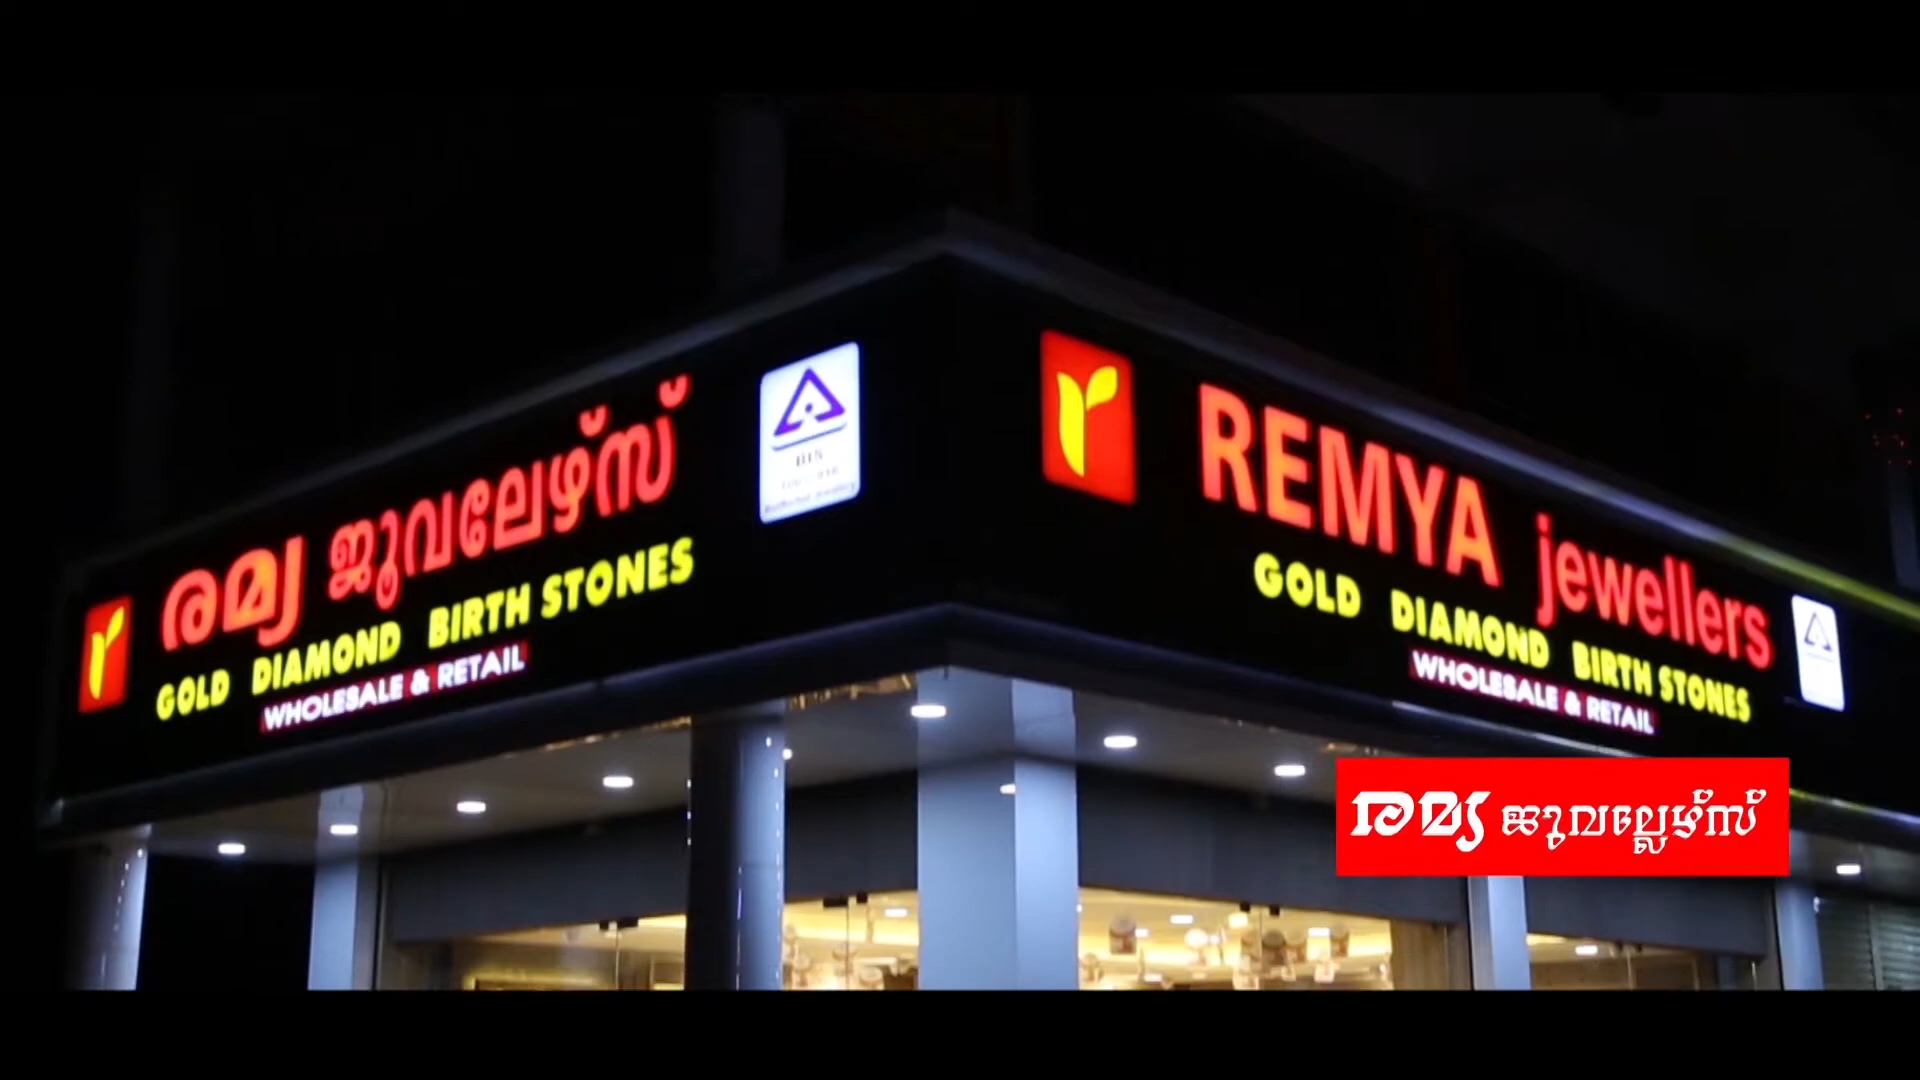 രമ്യ ജൂവലേഴ്സ്
GOLD DIAMOND BIRTH STONES
WHOLESALE & RETAIL
BIS
r REMYA jewellers
GOLD DIAMOND BIRTH STONES
WHOLESALE & RETAIL
രമ്യ ജുവല്ലേഴ്സ്